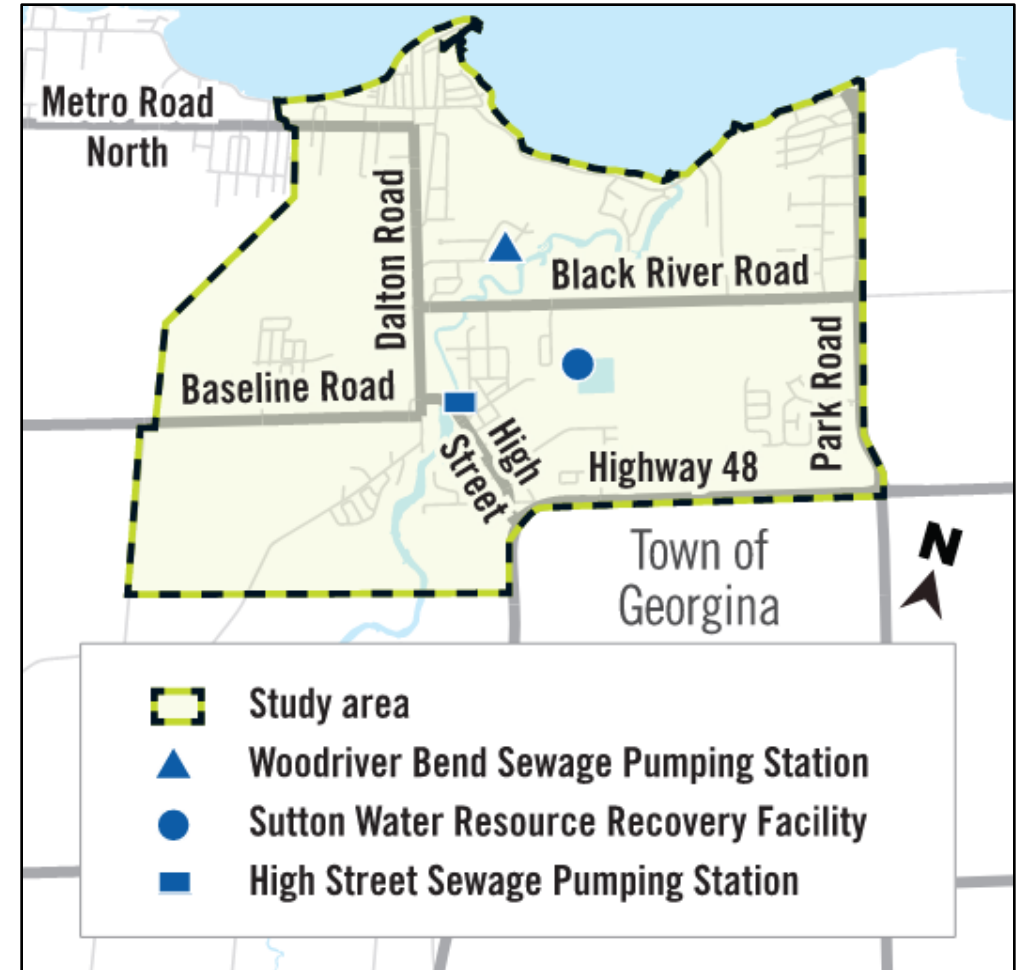 Metro Road
North
Dalton Road
Black River Road
Baseline Road
High
Street
Park Road
Highway 48
Town of
Georgina
N
Study area
Woodriver Bend Sewage Pumping Station
Sutton Water Resource Recovery Facility
High Street Sewage Pumping Station